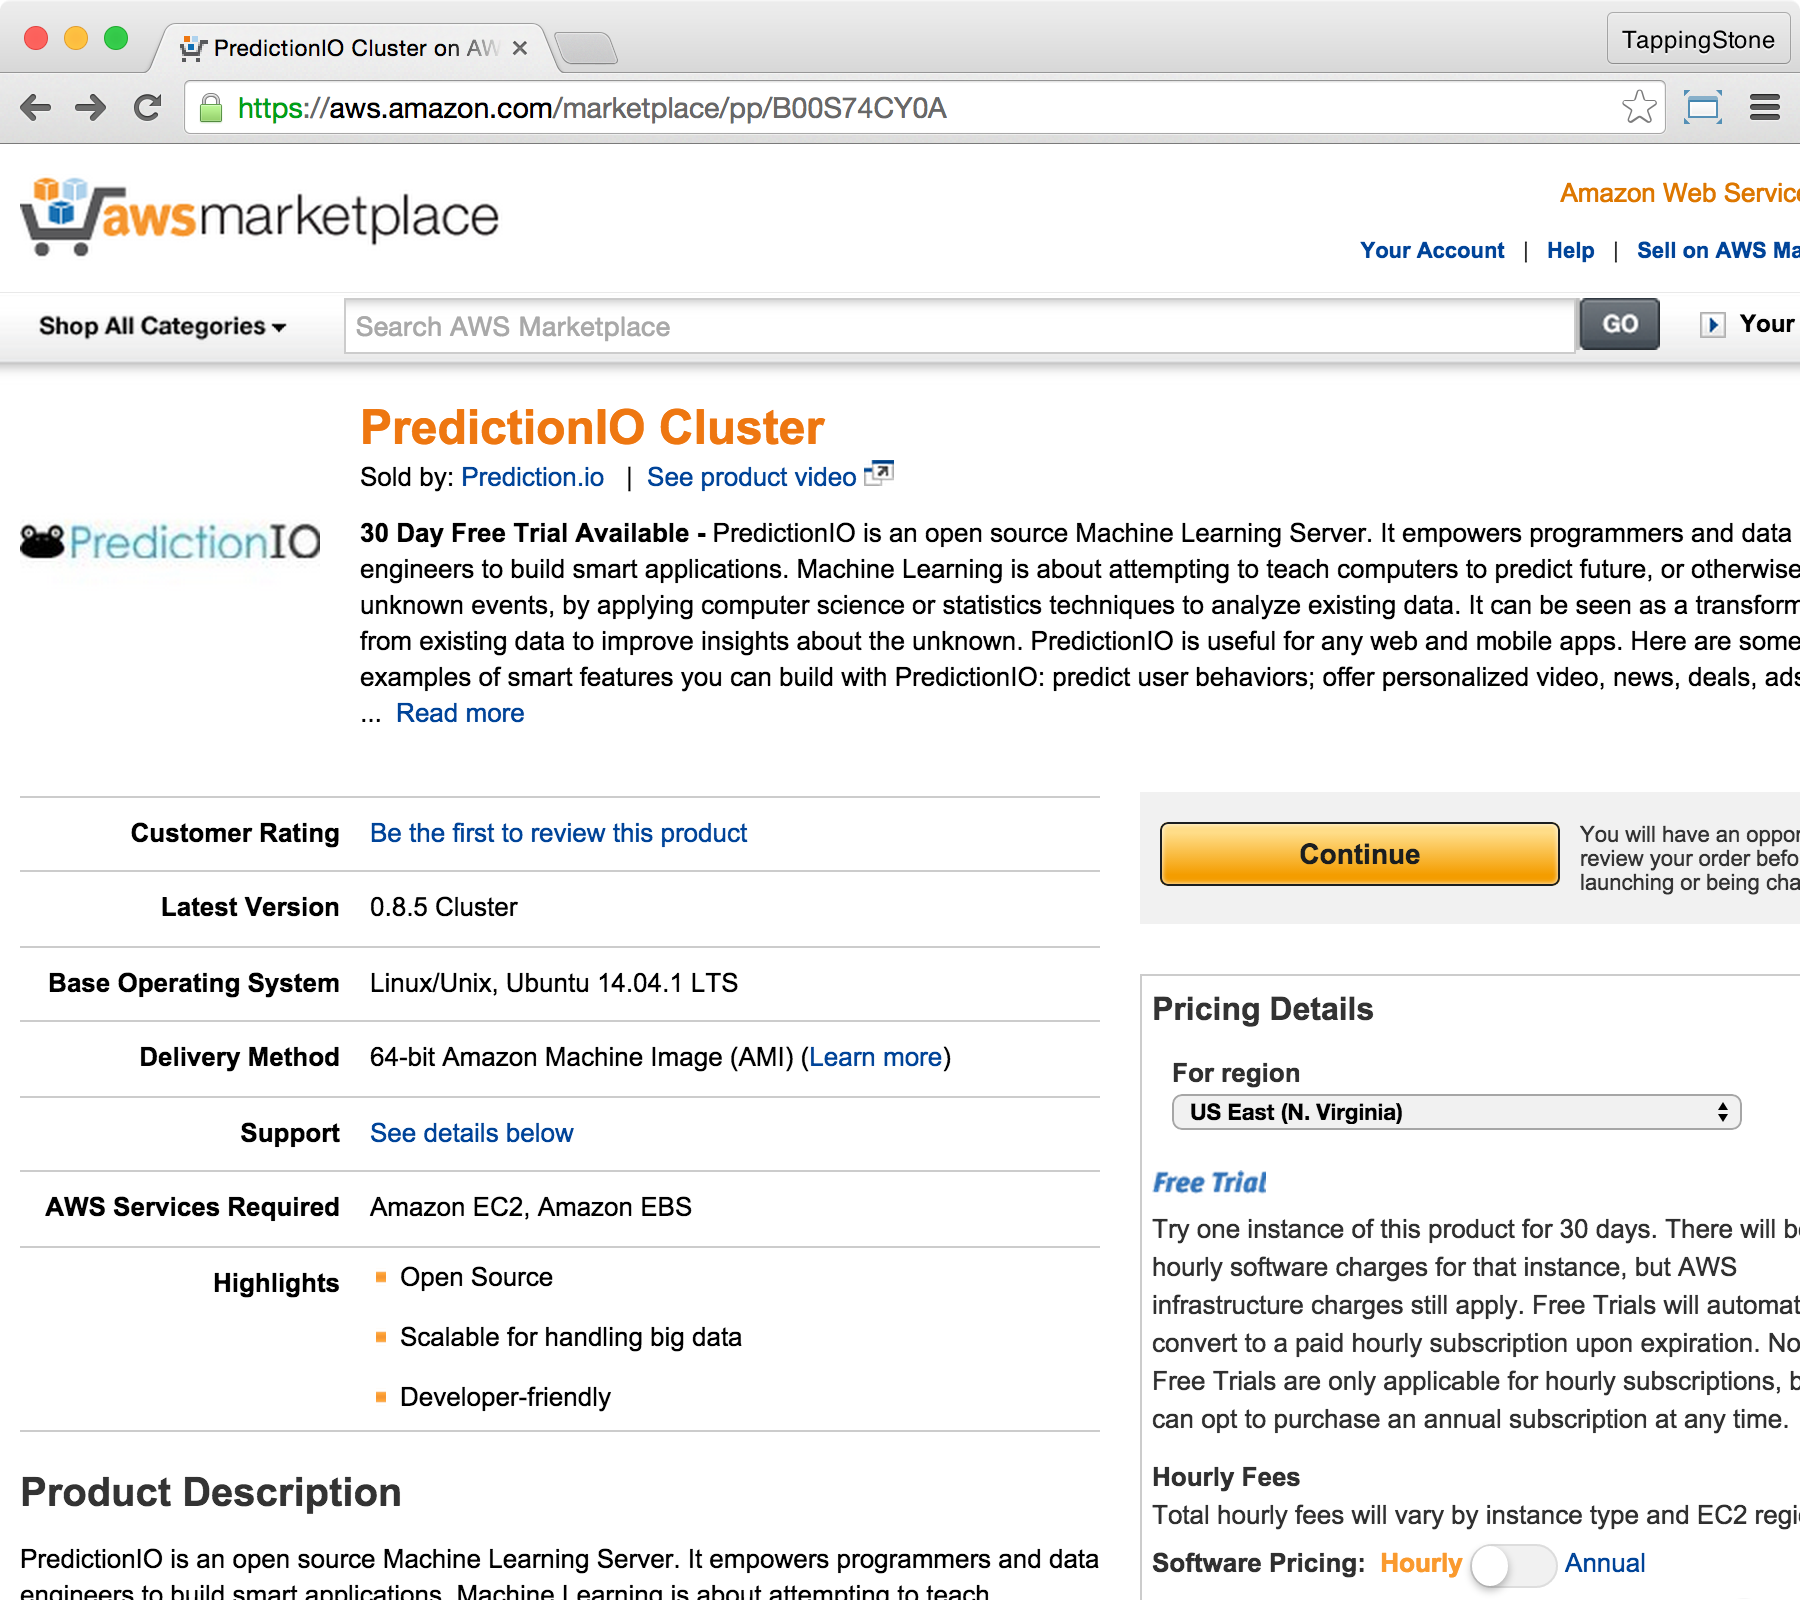 PredictionIO Cluster on AW
TappingStone
https://aws.amazon.com/marketplace/pp/B00S74CY0A
awsmarketplace
Amazon Web Servic
Your Account | Help | Sell on AWS Ma
Shop All Categories
Search AWS Marketplace
GO
Your
PredictionIO Cluster
Sold by: Prediction.io | See product video
PredictionIO
30 Day Free Trial Available - PredictionIO is an open source Machine Learning Server. It empowers programmers and data
engineers to build smart applications. Machine Learning is about attempting to teach computers to predict future, or otherwise
unknown events, by applying computer science or statistics techniques to analyze existing data. It can be seen as a transform
from existing data to improve insights about the unknown. PredictionIO is useful for any web and mobile apps. Here are some
examples of smart features you can build with PredictionIO: predict user behaviors; offer personalized video, news, deals, ads
... Read more
Customer Rating Be the first to review this product
Latest Version 0.8.5 Cluster
Base Operating System Linux/Unix, Ubuntu 14.04.1 LTS
Delivery Method 64-bit Amazon Machine Image (AMI) (Learn more)
Support See details below
AWS Services Required Amazon EC2, Amazon EBS
Highlights
Open Source
Scalable for handling big data
Developer-friendly
Product Description
PredictionIO is an open source Machine Learning Server. It empowers programmers and data
engineers to build smart applications. Machine Learning is about attempting to teach
Continue
You will have an oppor
review your order befo
launching or being cha
Pricing Details
For region
US East (N. Virginia)
Free Trial
Try one instance of this product for 30 days. There will b
hourly software charges for that instance, but AWS
infrastructure charges still apply. Free Trials will automat
convert to a paid hourly subscription upon expiration. No
Free Trials are only applicable for hourly subscriptions, b
can opt to purchase an annual subscription at any time.
Hourly Fees
Total hourly fees will vary by instance type and EC2 regi
Software Pricing: Hourly Annual